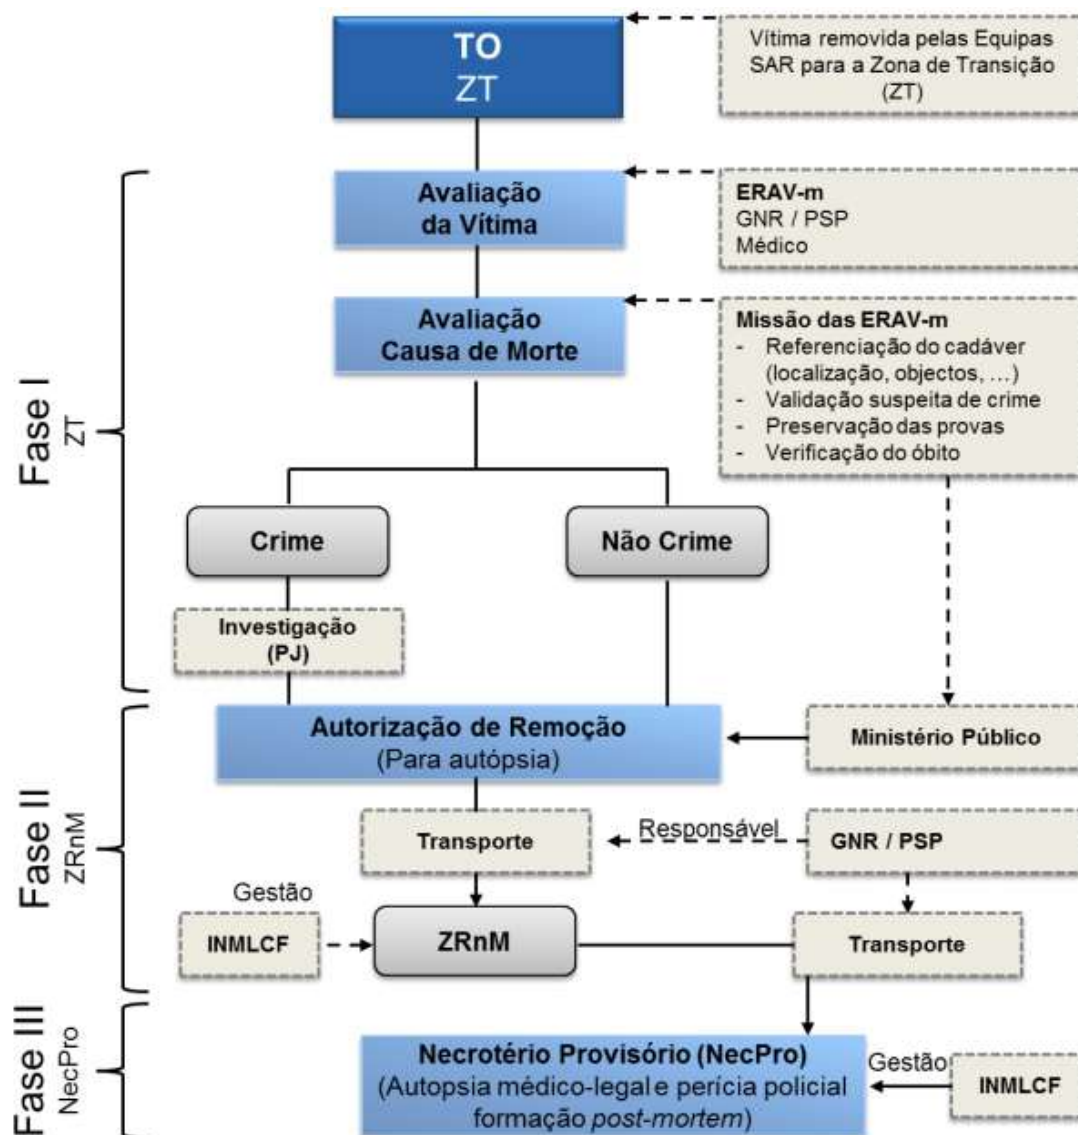 TO
ZT
Vítima removida pelas Equipas
SAR para a Zona de Transição
(ZT)
Fase I
ZT
Avaliação
da Vítima
ERAV-m
GNR / PSP
Médico
Avaliação
Causa de Morte
Missão das ERAV-m
- Referenciação do cadáver
(localização, objectos, ...)
- Validação suspeita de crime
- Preservação das provas
- Verificação do óbito
Crime
Não Crime
Investigação
(PJ)
Fase II
ZRnM
Autorização de Remoção
(Para autópsia)
Ministério Público
Transporte
Responsável
GNR / PSP
Gestão
INMLCF
ZRnM
Transporte
Fase III
NecPro
Necrotério Provisório (NecPro)
(Autopsia médico-legal e perícia policial
formação post-mortem)
Gestão
INMLCF